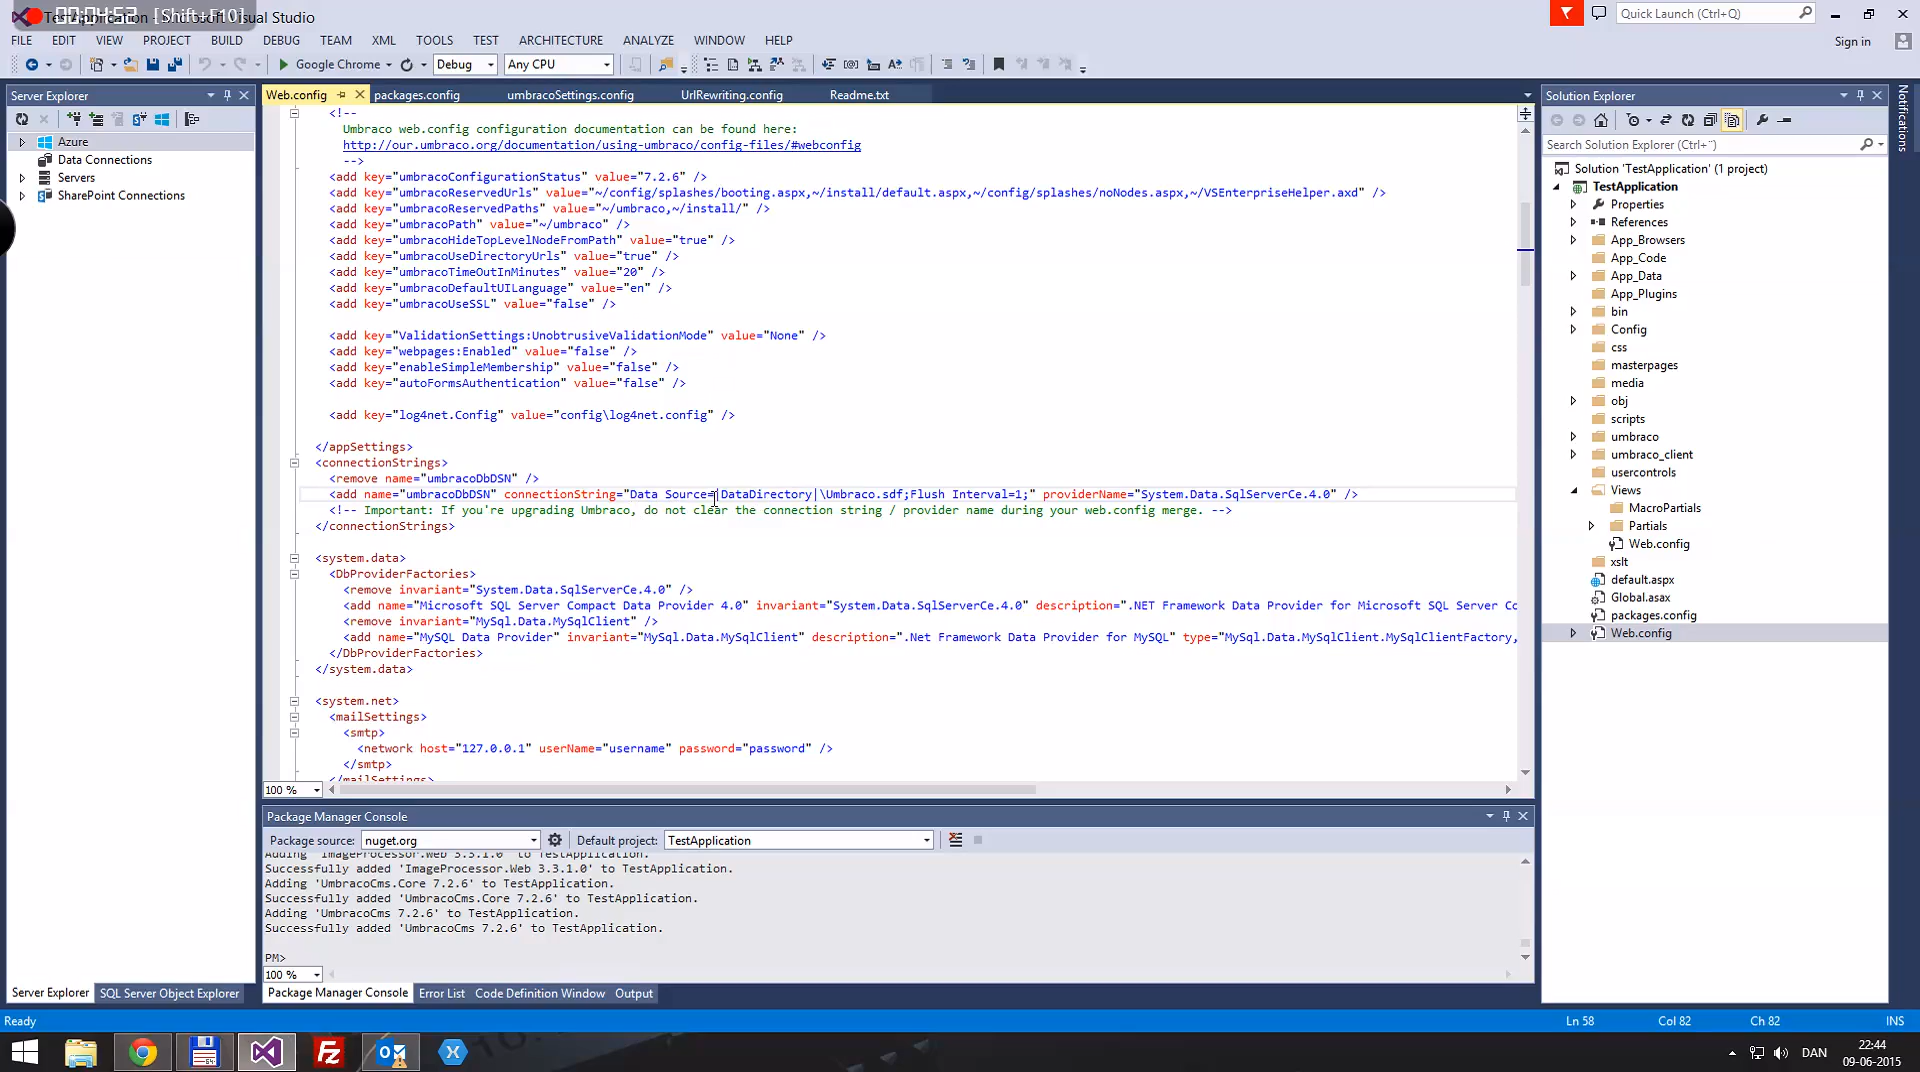 00:04:52 [Shift+F10]
TestApplication - Microsoft Visual Studio
Quick Launch (Ctrl+Q)
FILE EDIT VIEW PROJECT BUILD DEBUG TEAM XML TOOLS TEST ARCHITECTURE ANALYZE WINDOW HELP
Sign in
Google Chrome Debug Any CPU
Server Explorer
Azure
Data Connections
Servers
SharePoint Connections
Web.config packages.config umbracoSettings.config UrlRewriting.config Readme.txt
<!--
Umbraco web.config configuration documentation can be found here:
http://our.umbraco.org/documentation/using-umbraco/config-files/#webconfig
-->
<add key="umbracoConfigurationStatus" value="7.2.6" />
<add key="umbracoReservedUrls" value="~/config/splashes/booting.aspx,~/install/default.aspx,~/config/splashes/noNodes.aspx,~/VSEnterpriseHelper.axd" />
<add key="umbracoReservedPaths" value="~/umbraco,~/install/" />
<add key="umbracoPath" value="~/umbraco" />
<add key="umbracoHideTopLevelNodeFromPath" value="true" />
<add key="umbracoUseDirectoryUrls" value="true" />
<add key="umbracoTimeOutInMinutes" value="20" />
<add key="umbracoDefaultUILanguage" value="en" />
<add key="umbracoUseSSL" value="false" />
<add key="ValidationSettings:UnobtrusiveValidationMode" value="None" />
<add key="webpages:Enabled" value="false" />
<add key="enableSimpleMembership" value="false" />
<add key="autoFormsAuthentication" value="false" />
<add key="log4net.Config" value="config\log4net.config" />
</appSettings>
<connectionStrings>
<remove name="umbracoDbDSN" />
<add name="umbracoDbDSN" connectionString="Data Source=|DataDirectory|\Umbraco.sdf;Flush Interval=1;" providerName="System.Data.SqlServerCe.4.0" />
<!-- Important: If you're upgrading Umbraco, do not clear the connection string / provider name during your web.config merge. -->
</connectionStrings>
<system.data>
<DbProviderFactories>
<remove invariant="System.Data.SqlServerCe.4.0" />
<add name="Microsoft SQL Server Compact Data Provider 4.0" invariant="System.Data.SqlServerCe.4.0" description=".NET Framework Data Provider for Microsoft SQL Server Co
<remove invariant="MySql.Data.MySqlClient" />
<add name="MySQL Data Provider" invariant="MySql.Data.MySqlClient" description=".Net Framework Data Provider for MySQL" type="MySql.Data.MySqlClient.MySqlClientFactory,
</DbProviderFactories>
</system.data>
<system.net>
<mailSettings>
<smtp>
<network host="127.0.0.1" userName="username" password="password" />
</smtp>
</mailSettings>
100 %
Package Manager Console
Package source: nuget.org Default project: TestApplication
Adding 'ImageProcessor.Web 3.3.1.0' to TestApplication.
Successfully added 'ImageProcessor.Web 3.3.1.0' to TestApplication.
Adding 'UmbracoCms.Core 7.2.6' to TestApplication.
Successfully added 'UmbracoCms.Core 7.2.6' to TestApplication.
Adding 'UmbracoCms 7.2.6' to TestApplication.
Successfully added 'UmbracoCms 7.2.6' to TestApplication.
PM>
100 %
Server Explorer SQL Server Object Explorer
Package Manager Console Error List Code Definition Window Output
Solution Explorer
Search Solution Explorer (Ctrl+¨)
Solution 'TestApplication' (1 project)
TestApplication
Properties
References
App_Browsers
App_Code
App_Data
App_Plugins
bin
Config
css
masterpages
media
obj
scripts
umbraco
umbraco_client
usercontrols
Views
MacroPartials
Partials
Web.config
xslt
default.aspx
Global.asax
packages.config
Web.config
Notifications
Ready
Ln 58 Col 82 Ch 82 INS
DAN
22:44
09-06-2015